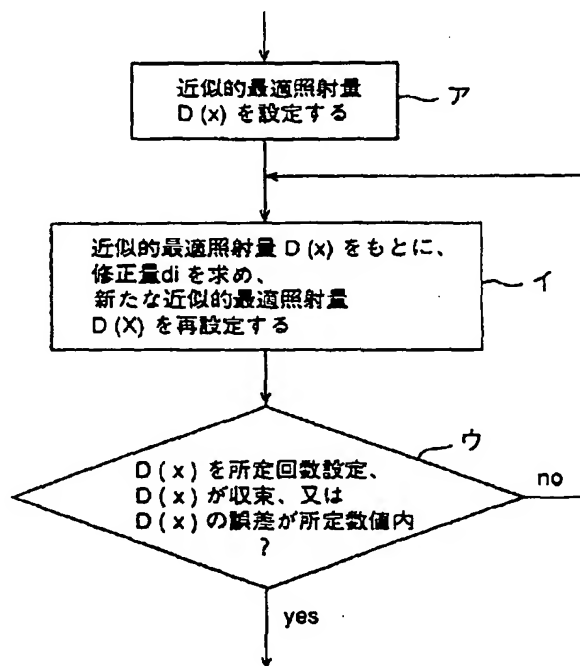 近似的最適照射量
D (x) を設定する
ア
近似的最適照射量 D (x) をもとに、
修正量di を求め、
新たな近似的最適照射量
D (X) を再設定する
イ
ウ
D ( x ) を所定回数設定、
D ( x ) が収束、又は
D ( x ) の誤差が所定数値内
?
no
yes